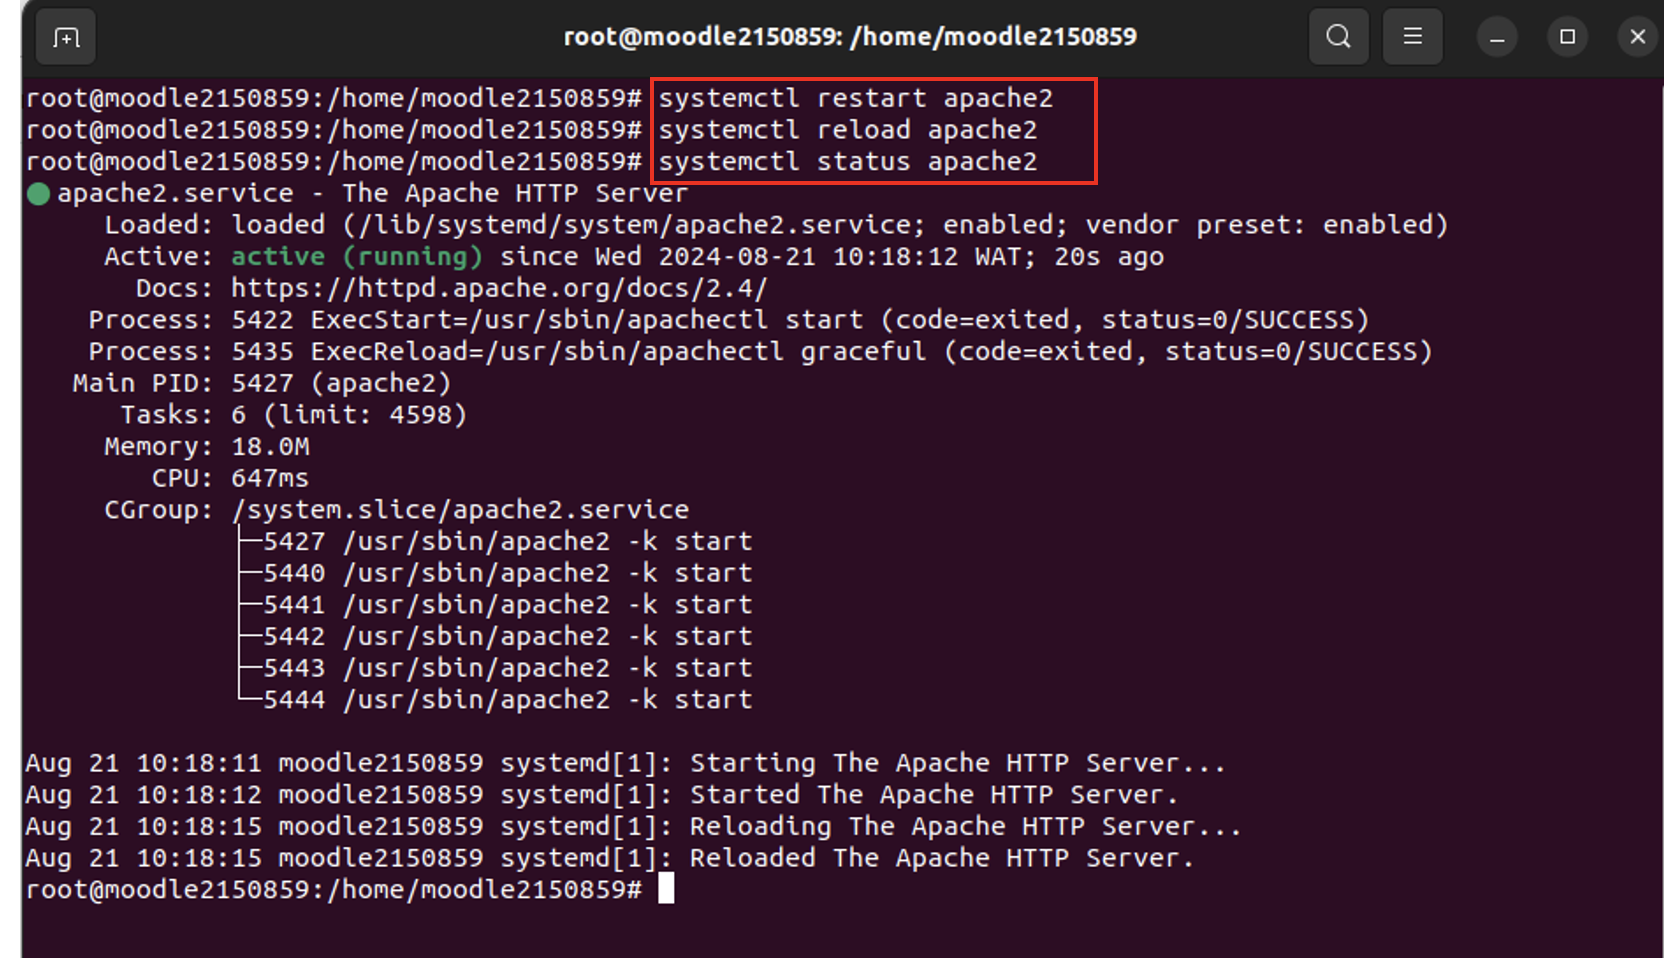 root@moodle2150859: /home/moodle2150859
root@moodle2150859:/home/moodle2150859# systemctl restart apache2
root@moodle2150859:/home/moodle2150859# systemctl reload apache2
root@moodle2150859:/home/moodle2150859# systemctl status apache2
● apache2.service - The Apache HTTP Server
Loaded: loaded (/lib/systemd/system/apache2.service; enabled; vendor preset: enabled)
Active: active (running) since Wed 2024-08-21 10:18:12 WAT; 20s ago
Docs: https://httpd.apache.org/docs/2.4/
Process: 5422 ExecStart=/usr/sbin/apachectl start (code=exited, status=0/SUCCESS)
Process: 5435 ExecReload=/usr/sbin/apachectl graceful (code=exited, status=0/SUCCESS)
Main PID: 5427 (apache2)
Tasks: 6 (limit: 4598)
Memory: 18.0M
CPU: 647ms
CGroup: /system.slice/apache2.service
├─5427 /usr/sbin/apache2 -k start
├─5440 /usr/sbin/apache2 -k start
├─5441 /usr/sbin/apache2 -k start
├─5442 /usr/sbin/apache2 -k start
├─5443 /usr/sbin/apache2 -k start
└─5444 /usr/sbin/apache2 -k start
Aug 21 10:18:11 moodle2150859 systemd[1]: Starting The Apache HTTP Server...
Aug 21 10:18:12 moodle2150859 systemd[1]: Started The Apache HTTP Server.
Aug 21 10:18:15 moodle2150859 systemd[1]: Reloading The Apache HTTP Server...
Aug 21 10:18:15 moodle2150859 systemd[1]: Reloaded The Apache HTTP Server.
root@moodle2150859:/home/moodle2150859#